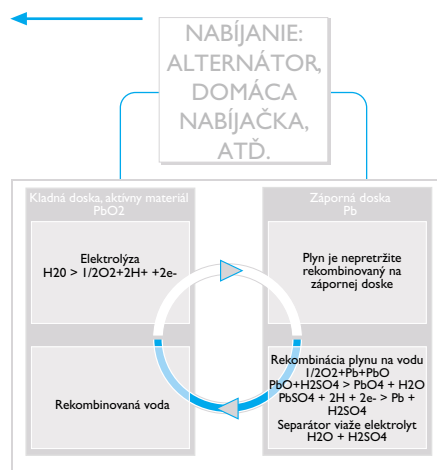 NABÍJANIE:
ALTERNÁTOR,
DOMÁCA
NABÍJAČKA,
ATĎ.
Kladná doska, aktívny materiál
PbO2
Elektrolýza
H20 > 1/2O2+2H+ +2e-
Rekombinovaná voda
Záporná doska
Pb
Plyn je nepretržite
rekombinovaný na
zápornej doske
Rekombinácia plynu na vodu
1/2O2+Pb+PbO
PbO+H2SO4 > PbO4 + H2O
PbSO4 + 2H + 2e- > Pb +
H2SO4
Separátor viaže elektrolyt
H2O + H2SO4